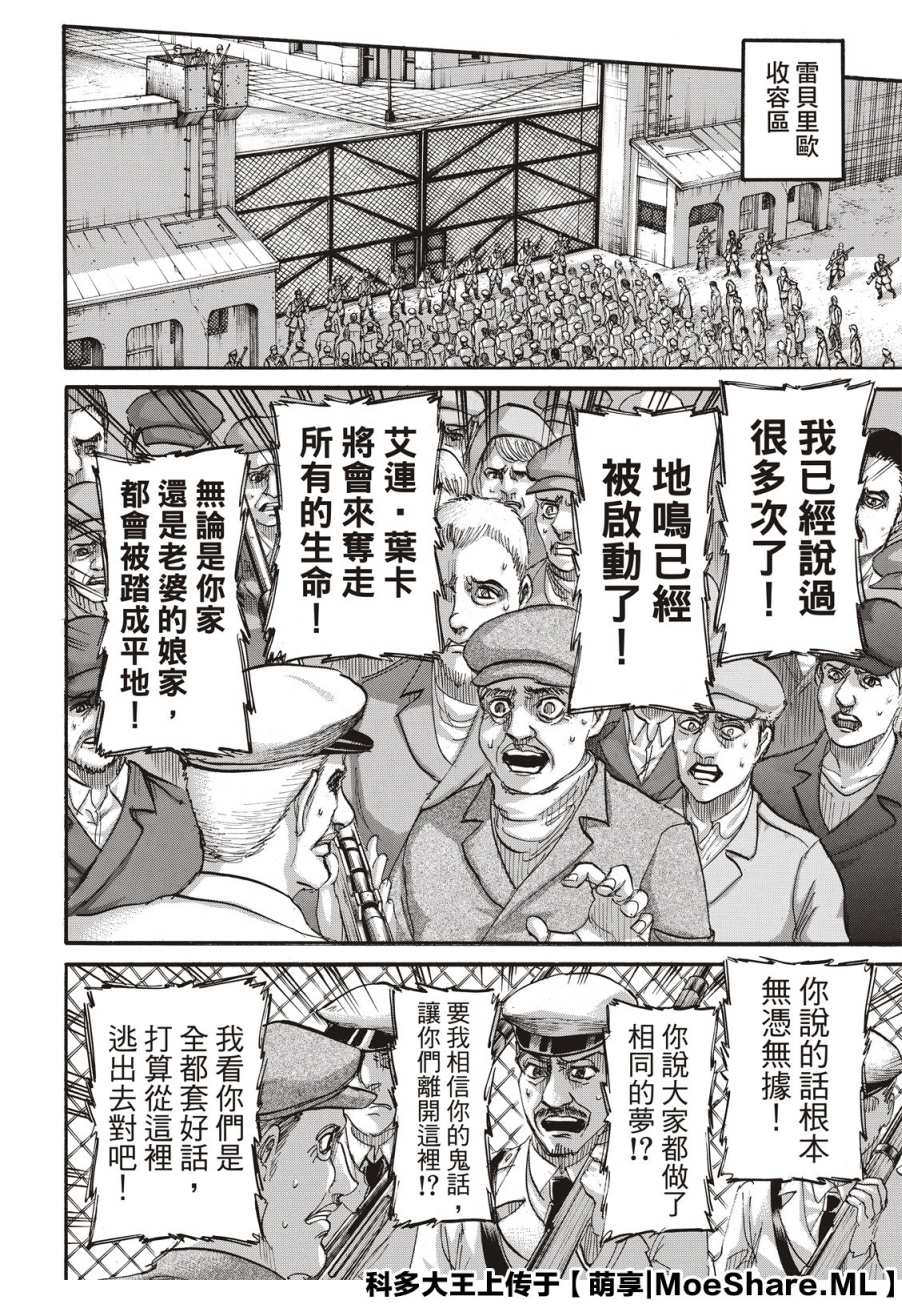 雷貝里歐
收容區
我已經說過
很多次了！
地鳴已經
被啟動了！
艾連·葉卡
將會來奪走
所有的生命！
無論是你家
還是老婆的娘家，
都會被踏成平地！
你說的話根本
無憑無據！
你說大家都做了
相同的夢!?
要我相信你的鬼話，
讓你們離開這裡!?
我看你們是
全都套好話，
打算從這裡
逃出去對吧！
科多大王上传于【萌享|MoeShare.ML】